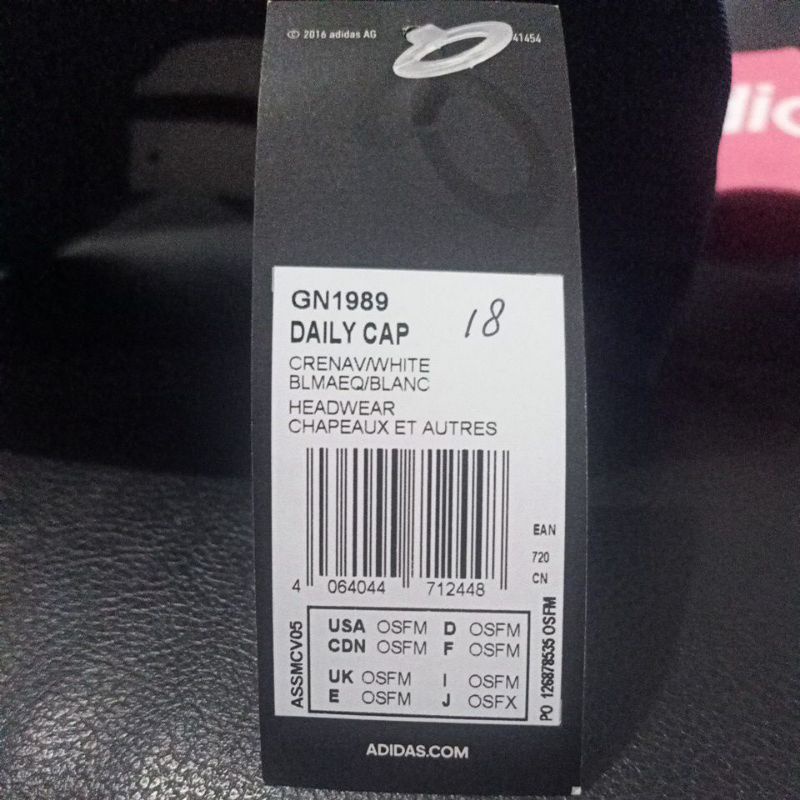 © 2016 adidas AG
41454
GN1989
DAILY CAP
18
CRENAV/WHITE
BLMAEQ/BLANC
HEADWEAR
CHAPEAUX ET AUTRES
EAN
720
CN
4 064044 712448
ASSMCV05
USA OSFM D OSFM
CDN OSFM F OSFM
UK OSFM I OSFM
E OSFM J OSFX
PO 126878535 OSFM
ADIDAS.COM